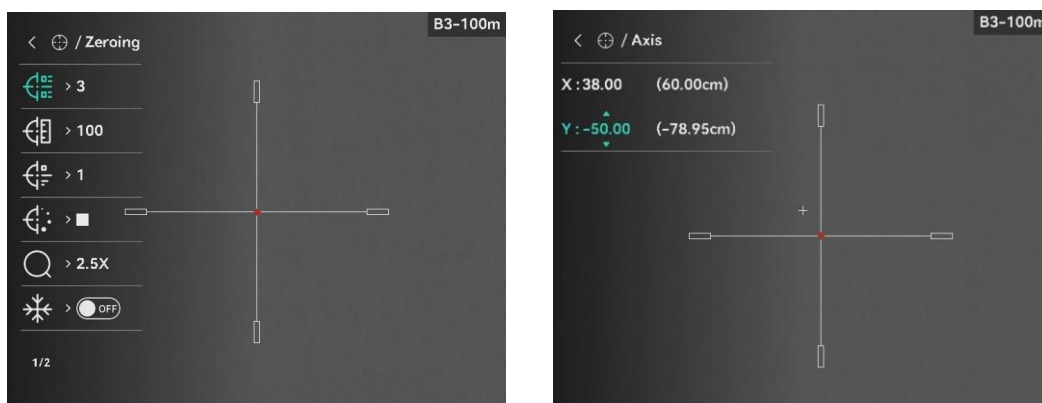 B3-100m
/ Zeroing
> 3
> 100
> 1
>
> 2.5X
> OFF
1/2
B3-100m
/ Axis
X : 38.00 (60.00cm)
Y : -50.00 (-78.95cm)